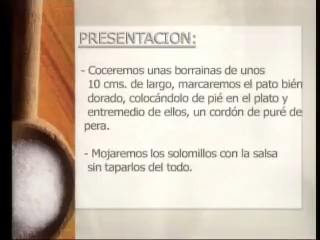 PRESENTACION:
- Coceremos unas borrainas de unos
10 cms. de largo, marcaremos el pato bién
dorado, colocándolo de pié en el plato y
entremedio de ellos, un cordón de puré de
pera.
- Mojaremos los solomillos con la salsa
sin taparlos del todo.